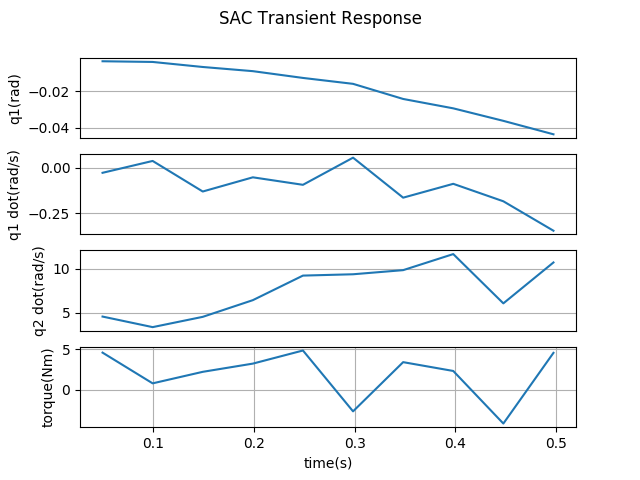 SAC Transient Response
q1(rad)
−0.02
−0.04
q1 dot(rad/s)
0.00
−0.25
q2 dot(rad/s)
10
5
torque(Nm)
5
0
0.1 0.2 0.3 0.4 0.5
time(s)